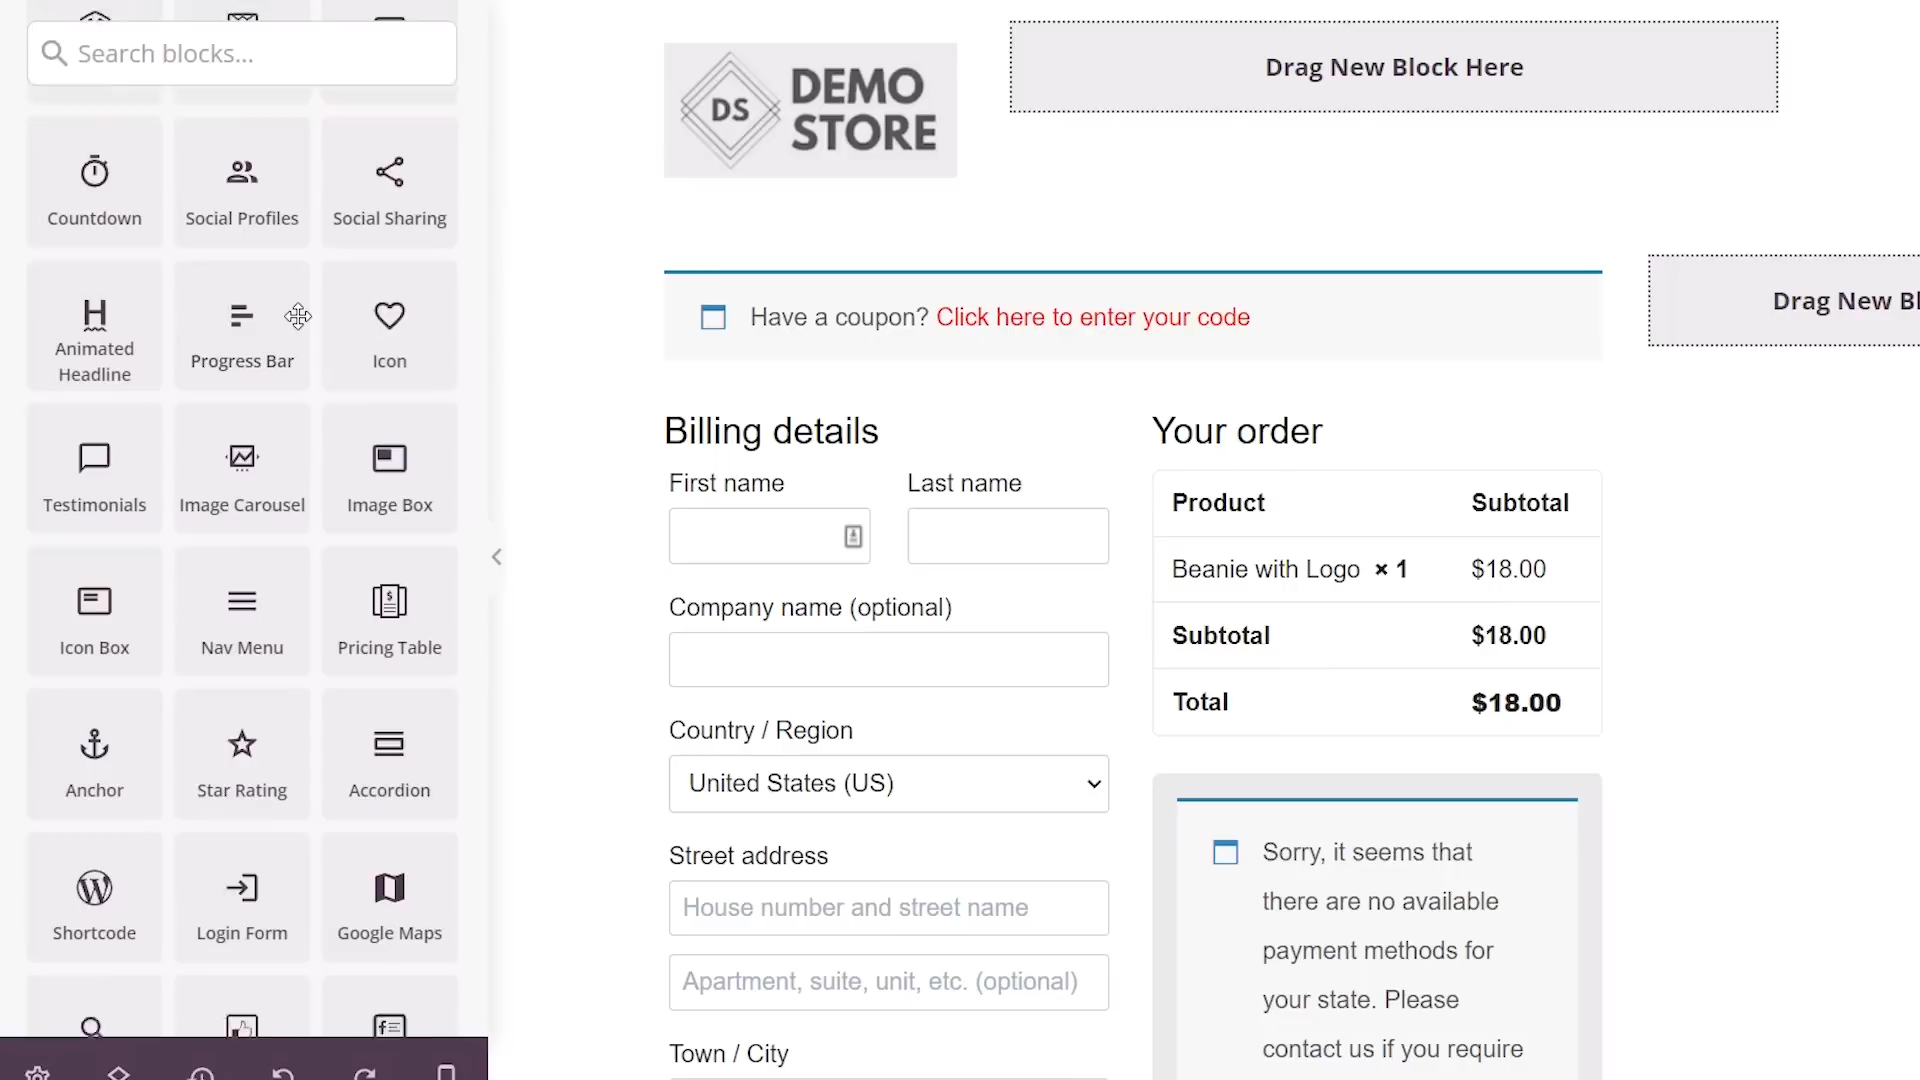 Search blocks...
Countdown
Social Profiles
Social Sharing
Animated
Headline
Progress Bar
Icon
Testimonials
Image Carousel
Image Box
Icon Box
Nav Menu
Pricing Table
Anchor
Star Rating
Accordion
Shortcode
Login Form
Google Maps
DS
DEMO
STORE
Drag New Block Here
Have a coupon? Click here to enter your code
Drag New Bl
Billing details
First name
Last name
Company name (optional)
Country / Region
United States (US)
Street address
House number and street name
Apartment, suite, unit, etc. (optional)
Town / City
Your order
Product Subtotal
Beanie with Logo × 1 $18.00
Subtotal $18.00
Total $18.00
Sorry, it seems that
there are no available
payment methods for
your state. Please
contact us if you require